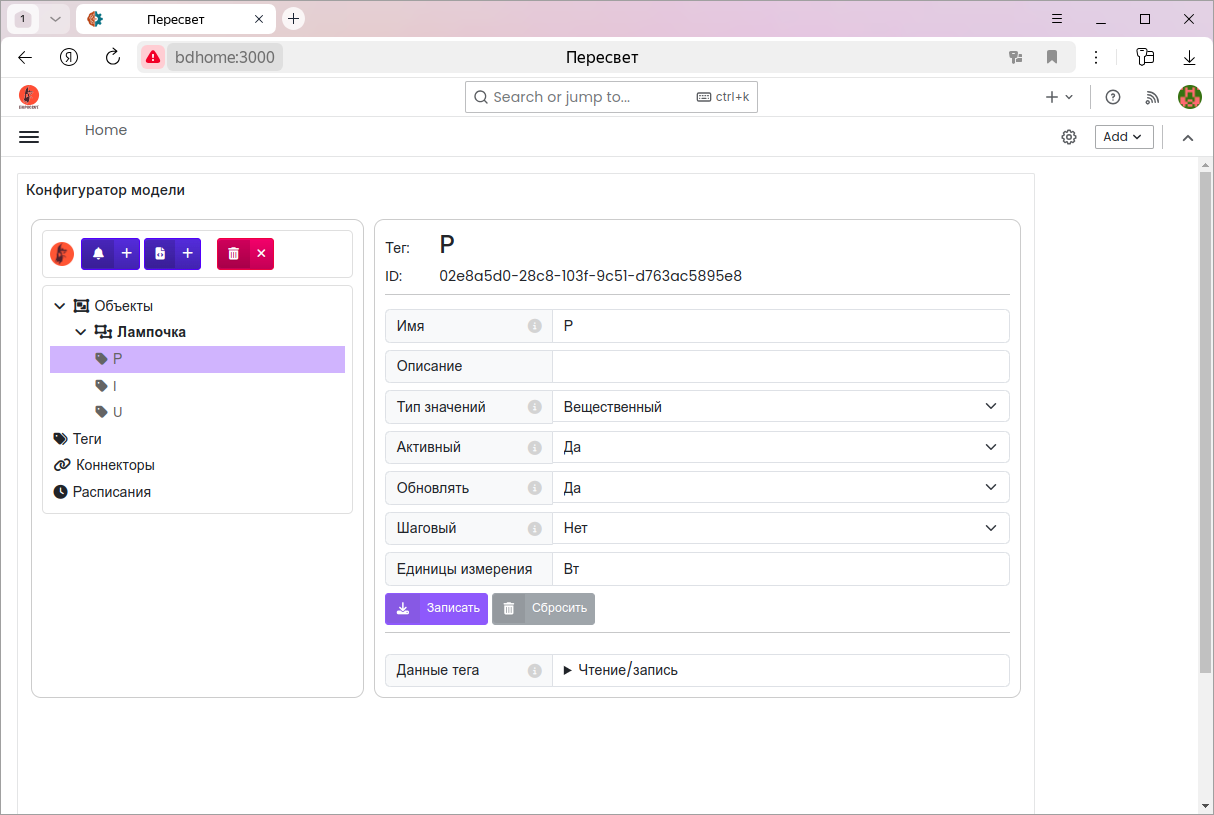 1
Пересвет
Я
bdhome:3000
Пересвет
Search or jump to...
ctrl+k
Home
Add
Конфигуратор модели
Объекты
Лампочка
P
I
U
Теги
Коннекторы
Расписания
Тег: P
ID: 02e8a5d0-28c8-103f-9c51-d763ac5895e8
Имя P
Описание
Тип значений Вещественный
Активный Да
Обновлять Да
Шаговый Нет
Единицы измерения Вт
Записать Сбросить
Данные тега Чтение/запись